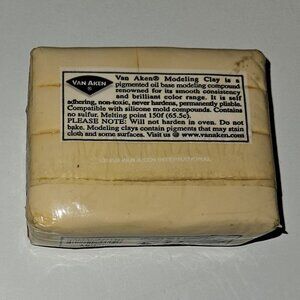 VAN AKEN
®
Van Aken® Modeling Clay is a
pigmented oil base modeling compound
renowned for its smooth consistency
and brilliant color range. It is self
adhering, non-toxic, never hardens, permanently pliable.
Compatible with silicone mold compounds. Contains
no sulfur. Melting point 150f (65.5c).
PLEASE NOTE: Will not harden in oven. Do not
bake. Modeling clays contain pigments that may stain
cloth and some surfaces. Visit us @ www.vanaken.com